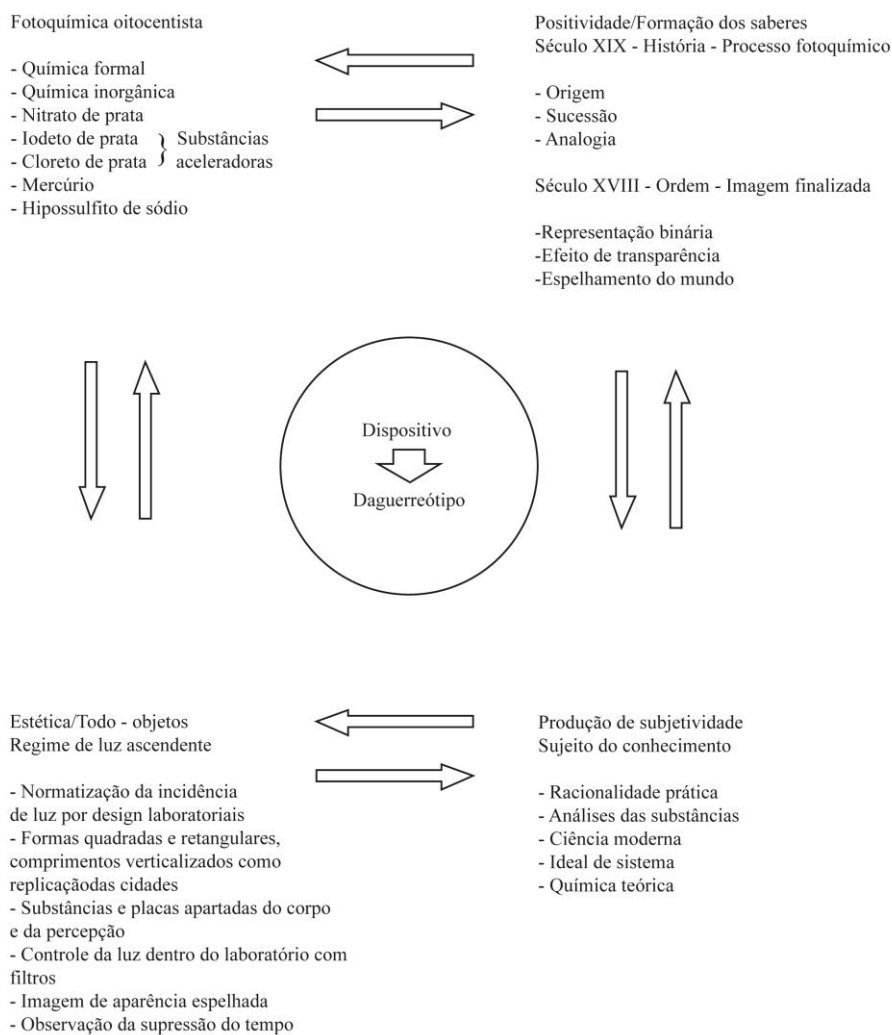 Fotoquímica oitocentista
- Química formal
- Química inorgânica
- Nitrato de prata
- Iodeto de prata
- Cloreto de prata
} Substâncias
aceleradoras
- Mercúrio
- Hipossulfito de sódio
Positividade/Formação dos saberes
Século XIX - História - Processo fotoquímico
- Origem
- Sucessão
- Analogia
Século XVIII - Ordem - Imagem finalizada
-Representação binária
-Efeito de transparência
-Espelhamento do mundo
Dispositivo
Daguerreótipo
Estética/Todo - objetos
Regime de luz ascendente
- Normatização da incidência
de luz por design laboratoriais
- Formas quadradas e retangulares,
comprimentos verticalizados como
replicaçãodas cidades
- Substâncias e placas apartadas do corpo
e da percepção
- Controle da luz dentro do laboratório com
filtros
- Imagem de aparência espelhada
- Observação da supressão do tempo
Produção de subjetividade
Sujeito do conhecimento
- Racionalidade prática
- Análises das substâncias
- Ciência moderna
- Ideal de sistema
- Química teórica